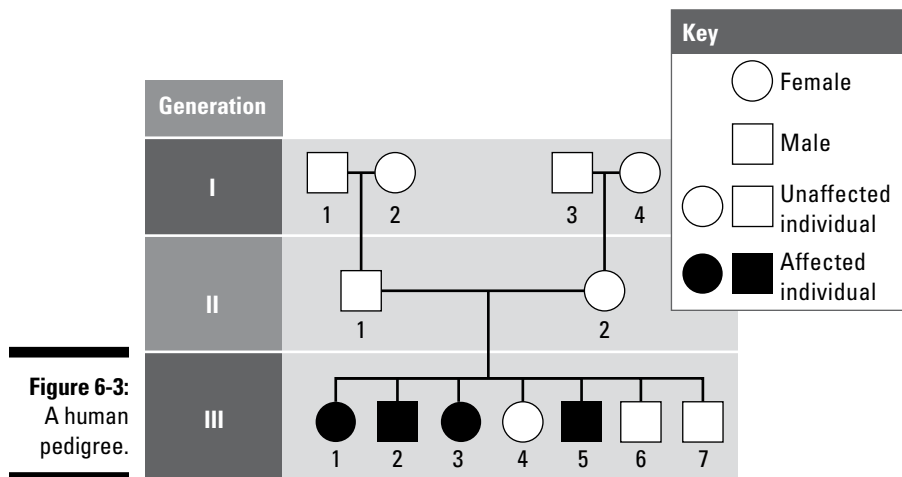 Key
Female
Male
Unaffected
individual
Affected
individual
Generation
I
1 2 3 4
II
1 2
III
1 2 3 4 5 6 7
Figure 6-3:
A human
pedigree.